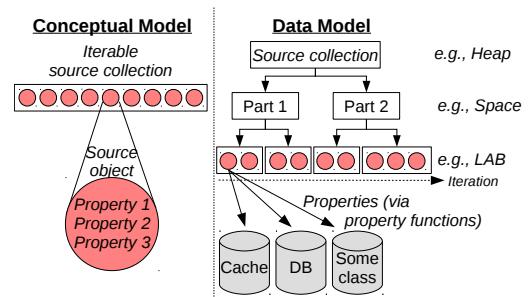 Conceptual Model
Iterable
source collection
Source
object
Property 1
Property 2
Property 3
Data Model
Source collection
e.g., Heap
Part 1
Part 2
e.g., Space
e.g., LAB
Iteration
Properties (via
property functions)
Cache
DB
Some
class